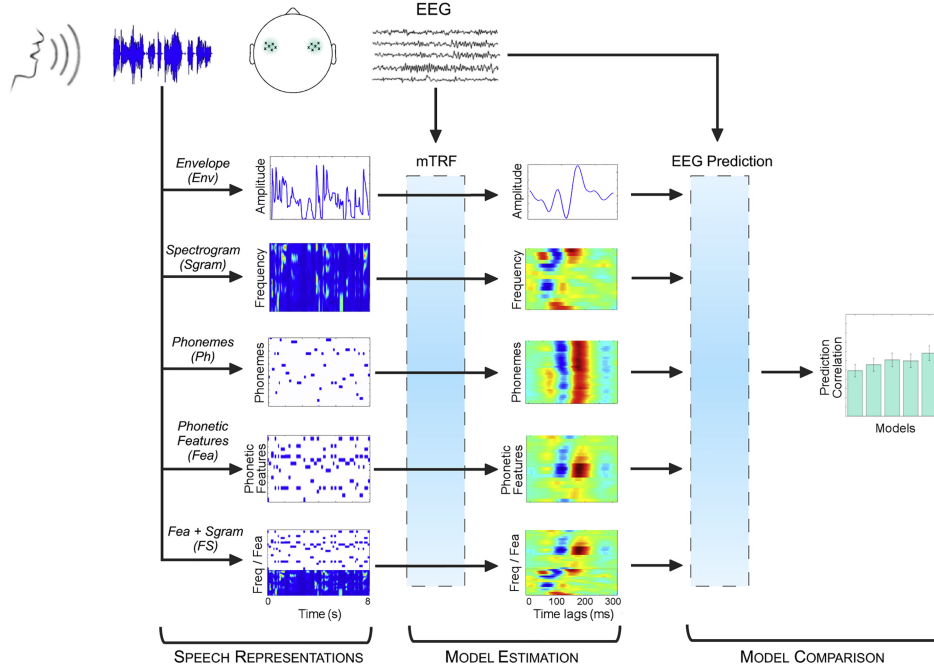 EEG
mTRF
EEG Prediction
Envelope
(Env)
Amplitude
Amplitude
Spectrogram
(Sgram)
Frequency
Frequency
Phonemes
(Ph)
Phonemes
Phonemes
Prediction
Correlation
Models
Phonetic
Features
(Fea)
Phonetic
Features
Phonetic
Features
Fea + Sgram
(FS)
Freq / Fea
Freq / Fea
0 8
Time (s)
0 100 200 300
Time lags (ms)
SPEECH REPRESENTATIONS
MODEL ESTIMATION
MODEL COMPARISON